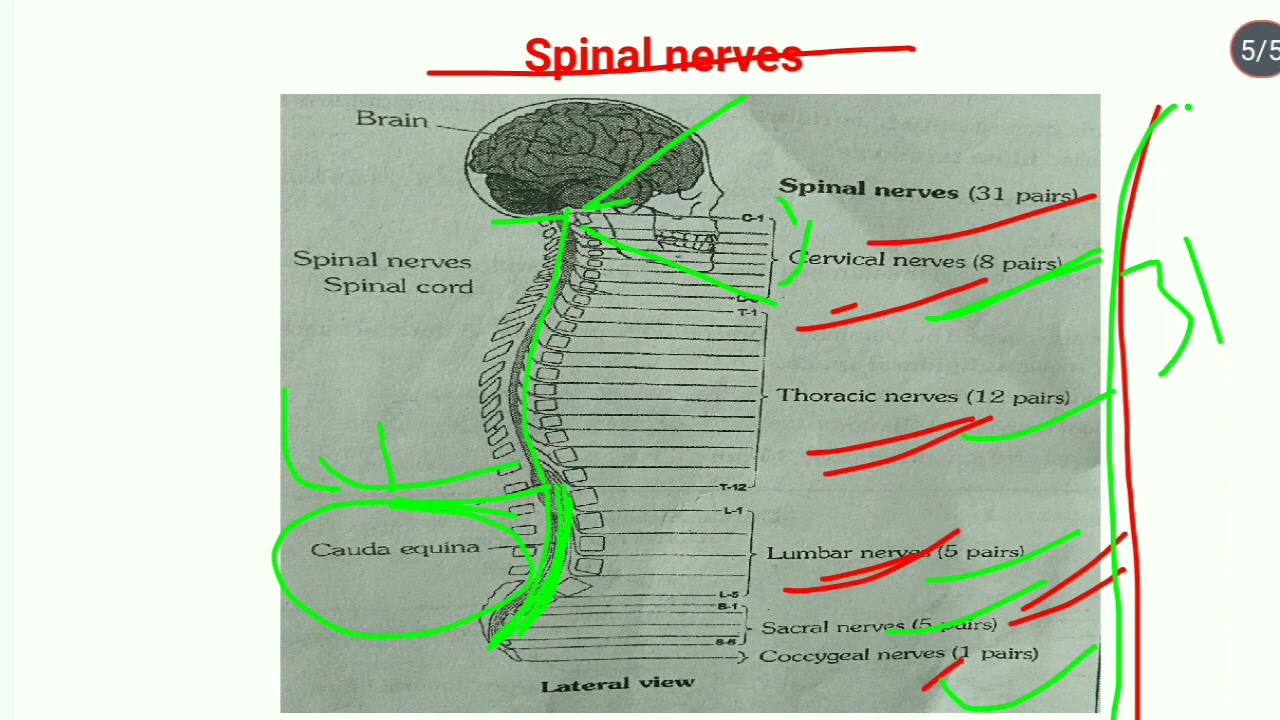 Spinal nerves
5/5
Brain
Spinal nerves (31 pairs)
C-1
Cervical nerves (8 pairs)
Spinal nerves
Spinal cord
T-1
Thoracic nerves (12 pairs)
T-12
L-1
Cauda equina
Lumbar nerves (5 pairs)
L-5
S-1
Sacral nerves (5 pairs)
Coccygeal nerves (1 pairs)
Lateral view